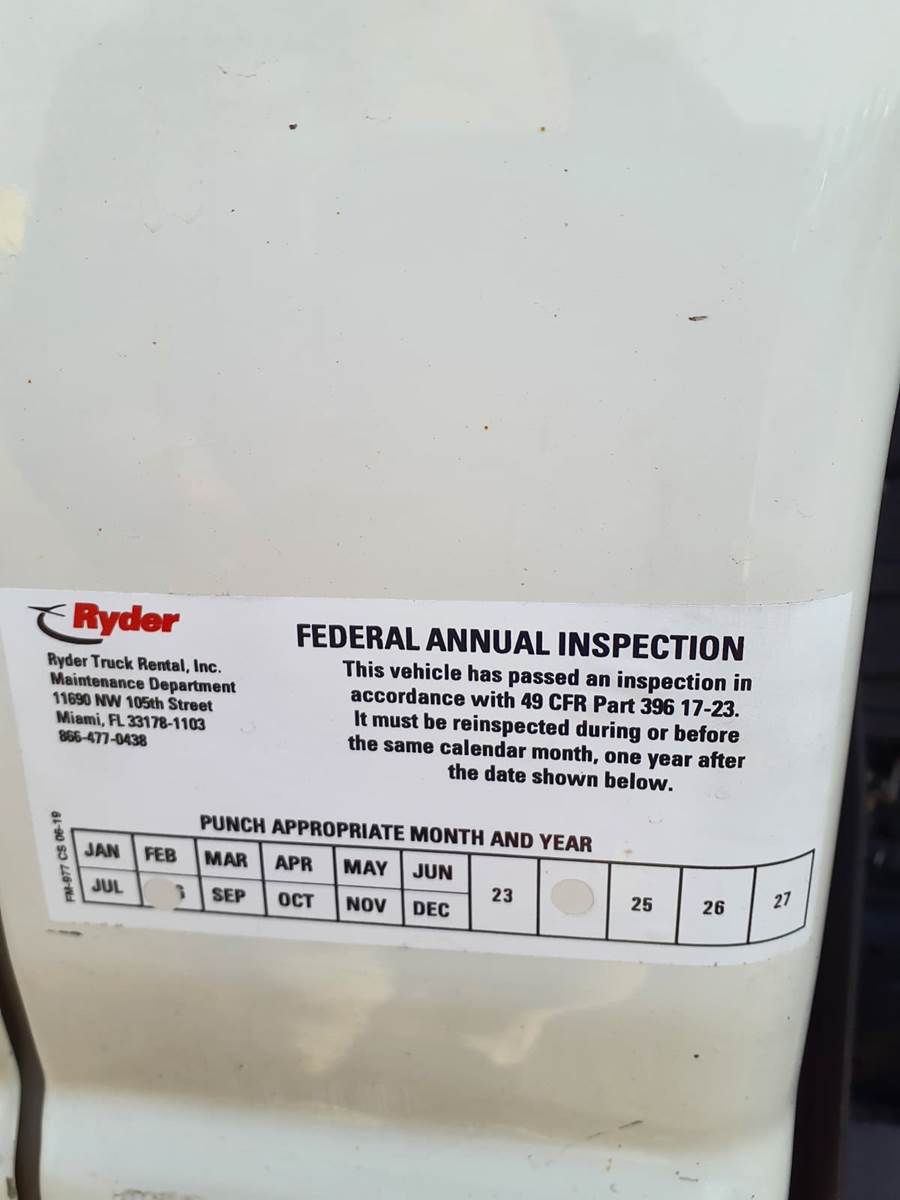 Ryder
Ryder Truck Rental, Inc.
Maintenance Department
11690 NW 105th Street
Miami, FL 33178-1103
866-477-0438
FEDERAL ANNUAL INSPECTION
This vehicle has passed an inspection in
accordance with 49 CFR Part 396 17-23.
It must be reinspected during or before
the same calendar month, one year after
the date shown below.
FM-977 CS 06-19
PUNCH APPROPRIATE MONTH AND YEAR
JAN FEB MAR APR MAY JUN
JUL SEP OCT NOV DEC
23 25 26 27